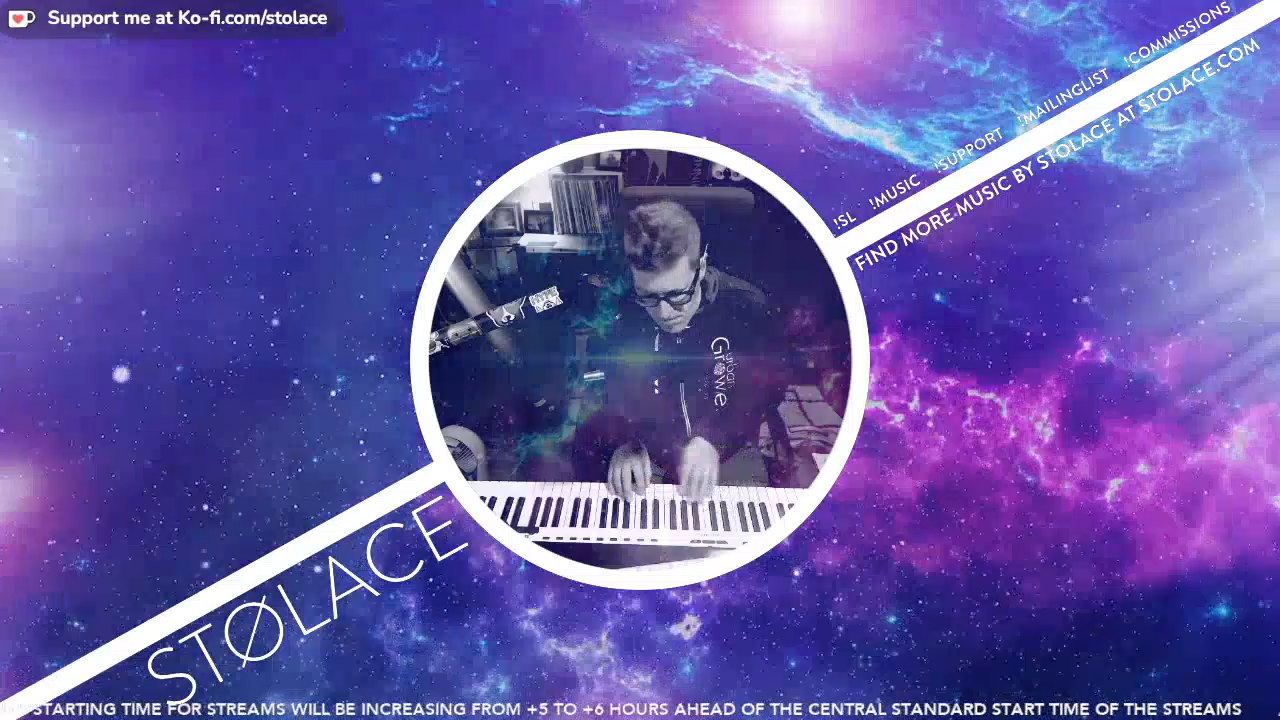 Support me at Ko-fi.com/stolace
!SL !MUSIC !SUPPORT !MAILINGLIST !COMMISSIONS
FIND MORE MUSIC BY STOLACE AT STOLACE.COM
STØLACE
STARTING TIME FOR STREAMS WILL BE INCREASING FROM +5 TO +6 HOURS AHEAD OF THE CENTRAL STANDARD START TIME OF THE STREAMS